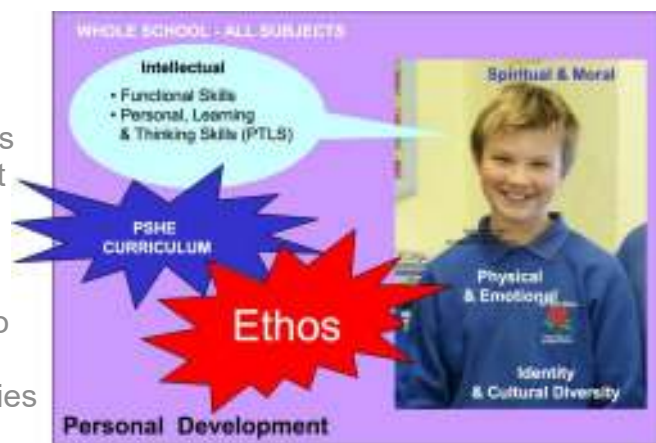 WHOLE SCHOOL - ALL SUBJECTS
Intellectual
• Functional Skills
• Personal, Learning
& Thinking Skills (PTLS)
Spiritual & Moral
s
t
PSHE
CURRICULUM
Physical
& Emotional
Ethos
o
Identity
& Cultural Diversity
ies
Personal Development